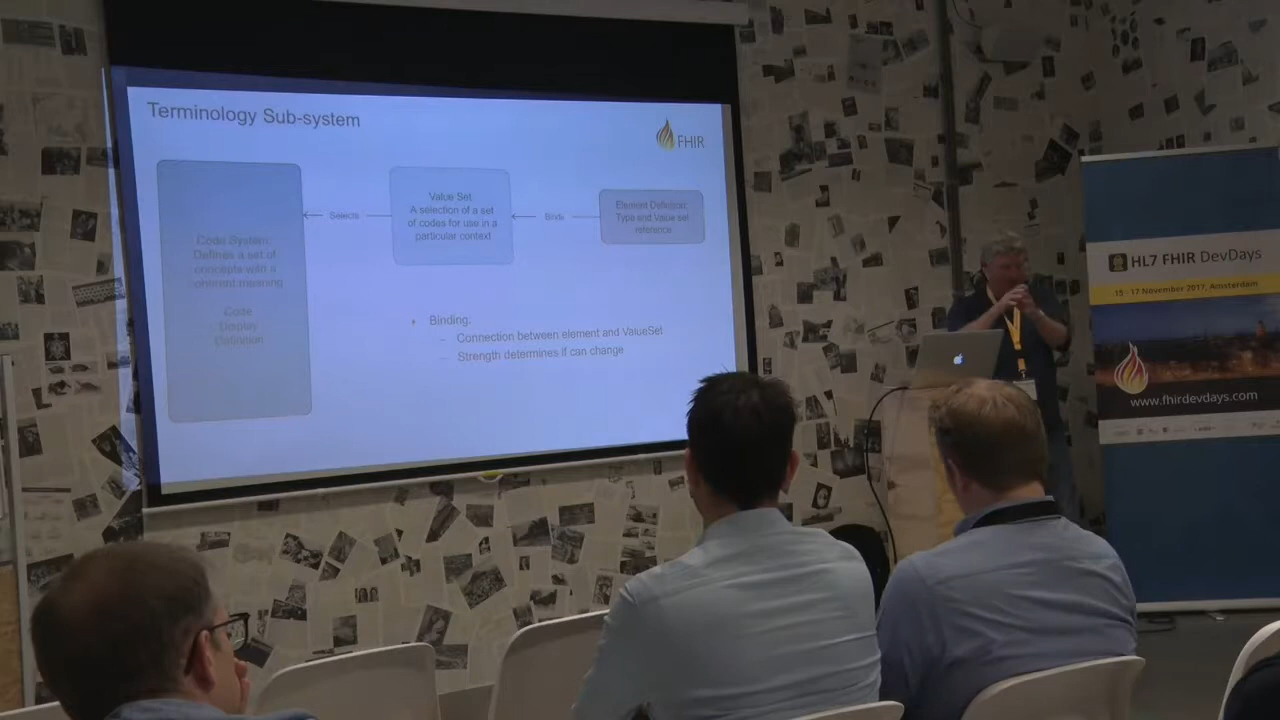 Terminology Sub-system
FHIR
Code System:
Defines a set of
concepts with a
coherent meaning
Code
Display
Selects
Value Set
A selection of a set
of codes for use in a
particular context
Binds
Element Definition:
Type and Value set
reference
Binding:
Connection between element and ValueSet
Strength determines if can change
HL7 FHIR DevDays
15 - 17 November 2017, Amsterdam
www.fhirdevdays.com